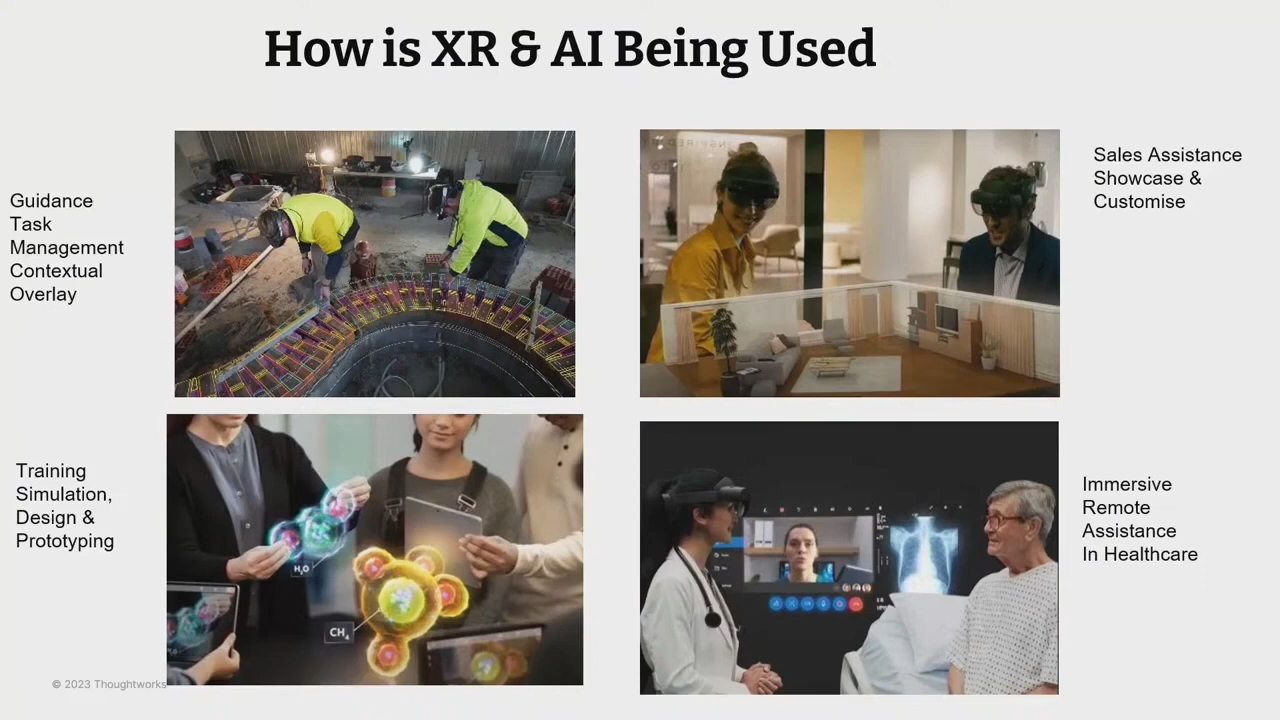 How is XR & AI Being Used
Guidance
Task
Management
Contextual
Overlay
Sales Assistance
Showcase &
Customise
Training
Simulation,
Design &
Prototyping
H₂O
CH₄
Immersive
Remote
Assistance
In Healthcare
© 2023 Thoughtworks